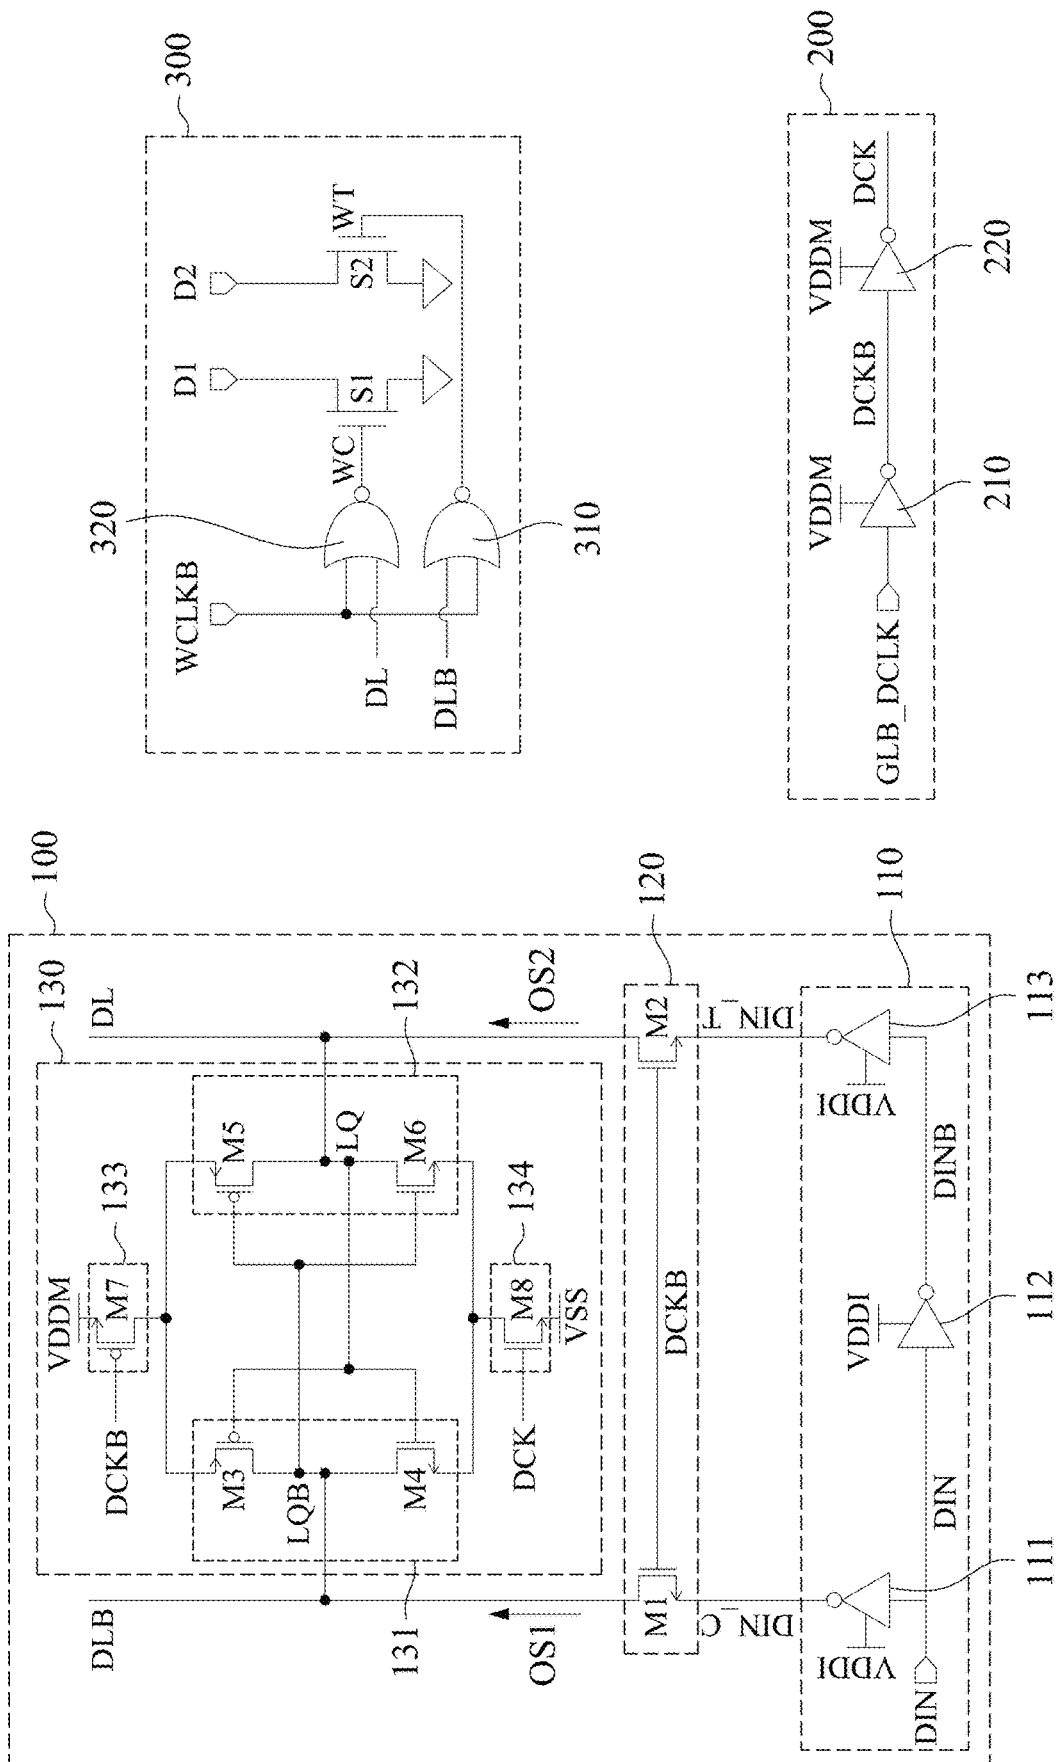 100
130
DLB
DL
VDDM
DCKB
M7
133
M3
M5
LQB
LQ
M4
M6
131
132
DCK
M8
134
VSS
OS1
OS2
120
M1
DCKB
M2
DIN_C
DIN_T
110
VDDI
VDDI
VDDI
DIN
DIN
DINB
111
112
113
300
WCLKB
D1
D2
320
DL
DLB
WC
S1
S2
WT
310
200
VDDM
VDDM
GLB_DCLK
DCKB
DCK
210
220